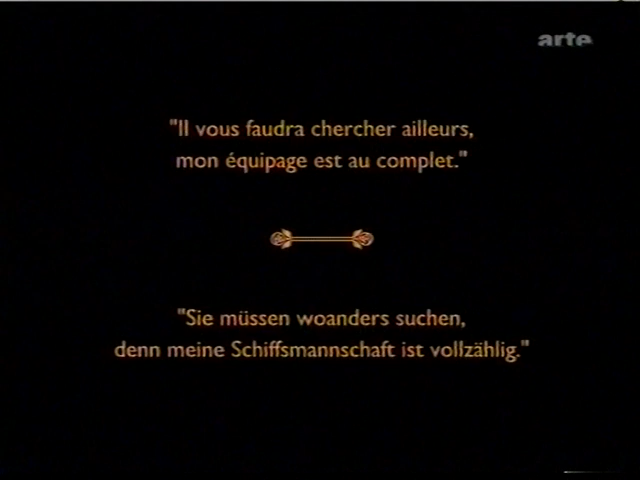 arte
"Il vous faudra chercher ailleurs,
mon équipage est au complet."
"Sie müssen woanders suchen,
denn meine Schiffsmannschaft ist vollzählig."